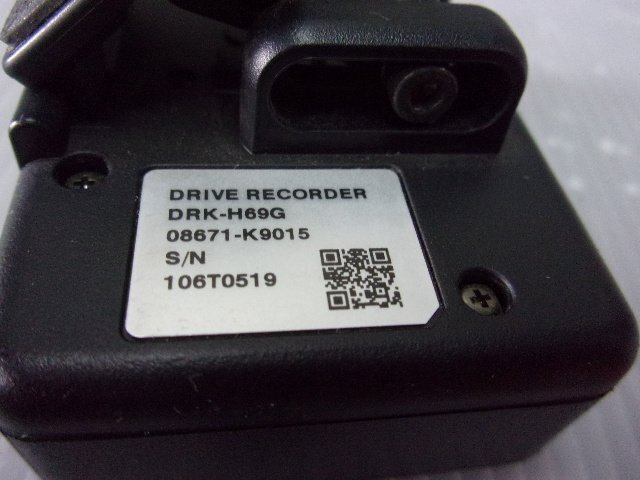 DRIVE RECORDER
DRK-H69G
08671-K9015
S/N
106T0519